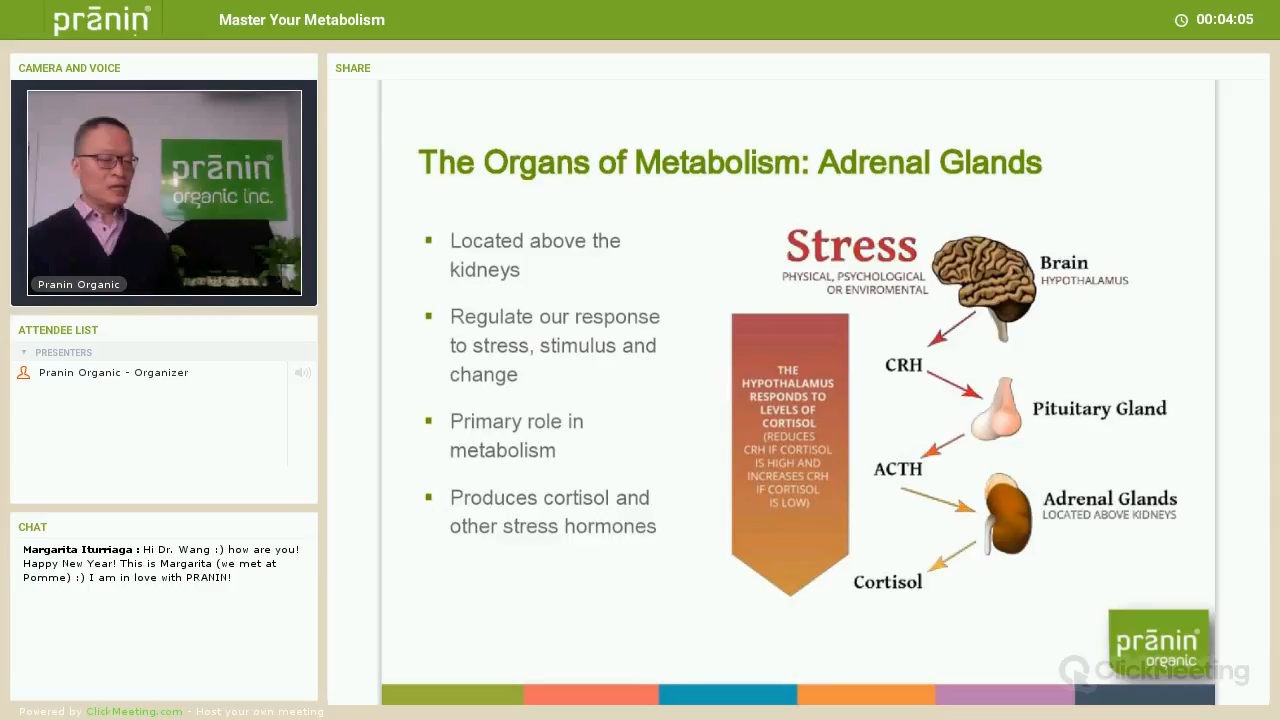 prānin®
Master Your Metabolism
00:04:05
CAMERA AND VOICE
prānin®
organic inc.
Pranin Organic
ATTENDEE LIST
PRESENTERS
Pranin Organic - Organizer
CHAT
Margarita Iturriaga : Hi Dr. Wang :) how are you!
Happy New Year! This is Margarita (we met at
Pomme) :) I am in love with PRANIN!
Powered by ClickMeeting.com - Host your own meeting
SHARE
The Organs of Metabolism: Adrenal Glands
▪ Located above the
kidneys
▪ Regulate our response
to stress, stimulus and
change
▪ Primary role in
metabolism
▪ Produces cortisol and
other stress hormones
Stress
PHYSICAL, PSYCHOLOGICAL
OR ENVIROMENTAL
Brain
HYPOTHALAMUS
THE
HYPOTHALAMUS
RESPONDS TO
LEVELS OF
CORTISOL
(REDUCES
CRH IF CORTISOL
IS HIGH AND
INCREASES CRH
IF CORTISOL
IS LOW)
CRH
Pituitary Gland
ACTH
Adrenal Glands
LOCATED ABOVE KIDNEYS
Cortisol
prānin®
organic
ClickMeeting